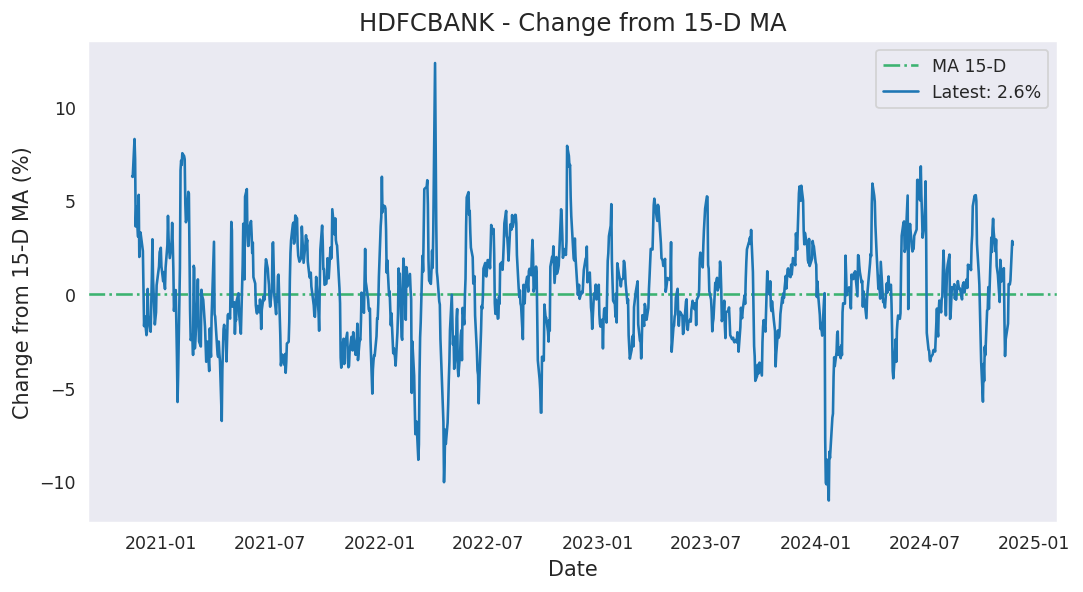 HDFCBANK - Change from 15-D MA
MA 15-D
Latest: 2.6%
Change from 15-D MA (%)
10
5
0
−5
−10
2021-01 2021-07 2022-01 2022-07 2023-01 2023-07 2024-01 2024-07 2025-01
Date